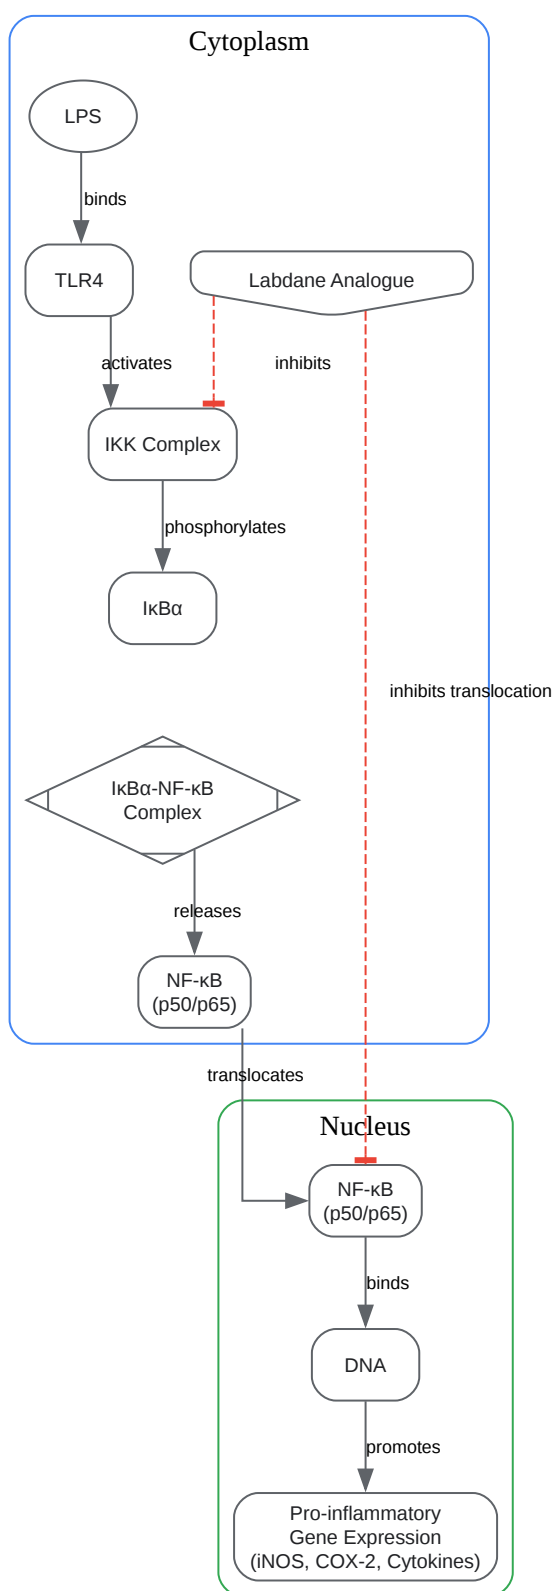 Cytoplasm
LPS
binds
TLR4
Labdane Analogue
activates
inhibits
IKK Complex
phosphorylates
IκBα
inhibits translocation
IκBα-NF-κB
Complex
releases
NF-κB
(p50/p65)
translocates
Nucleus
NF-κB
(p50/p65)
binds
DNA
promotes
Pro-inflammatory
Gene Expression
(iNOS, COX-2, Cytokines)